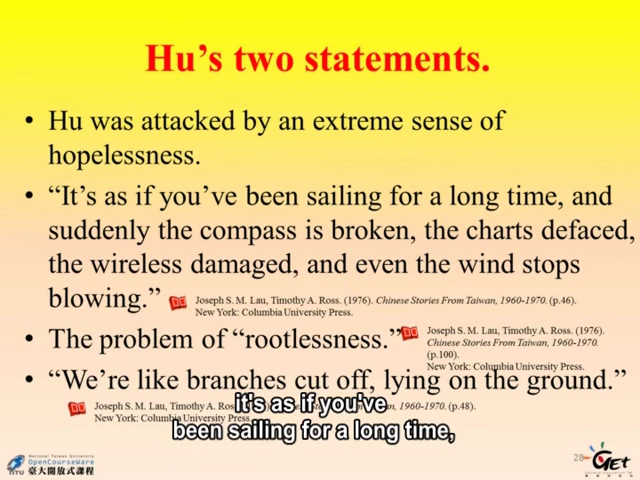 Hu's two statements.
• Hu was attacked by an extreme sense of
hopelessness.
• “It's as if you've been sailing for a long time, and
suddenly the compass is broken, the charts defaced,
the wireless damaged, and even the wind stops
blowing.”
Joseph S. M. Lau, Timothy A. Ross. (1976). Chinese Stories From Taiwan, 1960-1970. (p.46).
New York: Columbia University Press.
• The problem of “rootlessness.”
Joseph S. M. Lau, Timothy A. Ross. (1976).
Chinese Stories From Taiwan, 1960-1970.
(p.100).
New York: Columbia University Press.
• “We're like branches cut off, lying on the ground.”
Joseph S. M. Lau, Timothy A. Ros 1960-1970. (p.48).
New York: Columbia University Press.
it's as if you've
been sailing for a long time,
National Taiwan University
OpenCourseWare
NTU 臺大開放式課程
28
GET